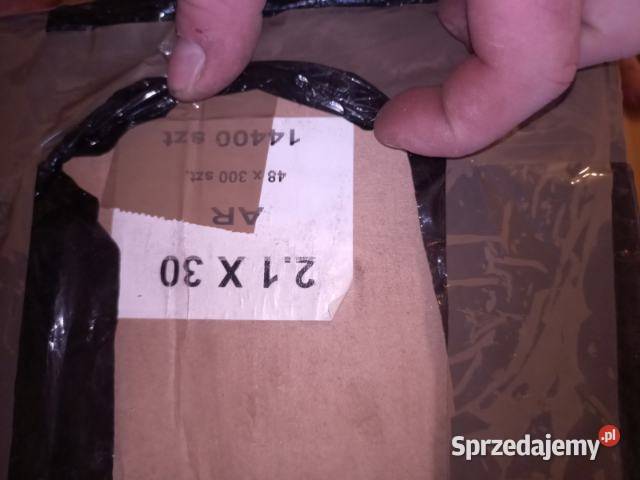 2.1 X 30
AR
48 x 300 szt.
14400 szt
Sprzedajemy.pl